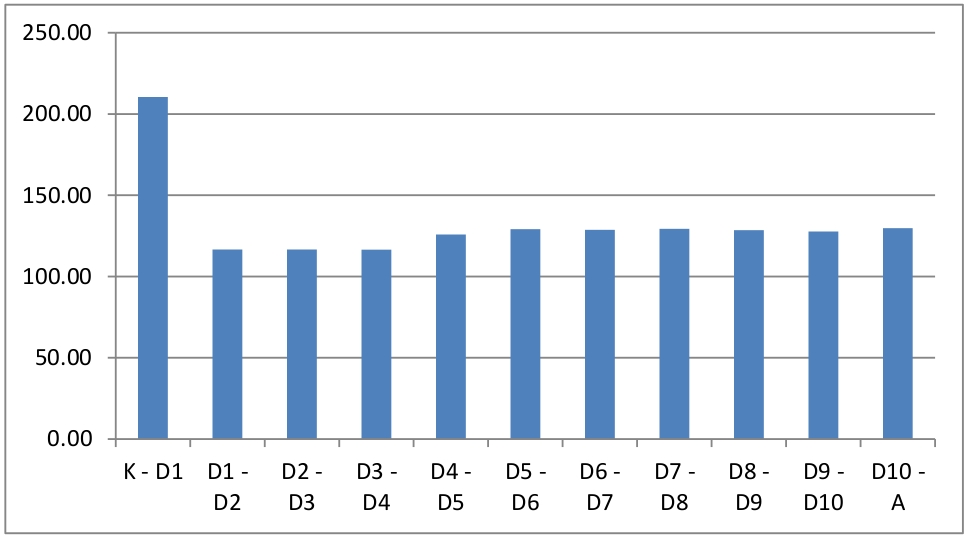 250.00
200.00
150.00
100.00
50.00
0.00
K - D1
D1 -
D2
D2 -
D3
D3 -
D4
D4 -
D5
D5 -
D6
D6 -
D7
D7 -
D8
D8 -
D9
D9 -
D10
D10 -
A